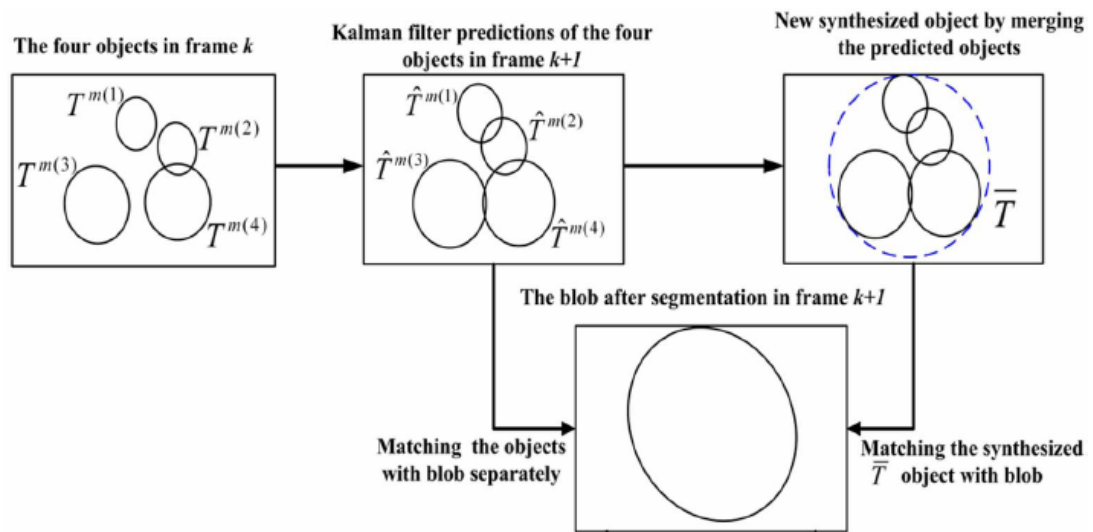 The four objects in frame k
T^m(1)
T^m(2)
T^m(3)
T^m(4)
Kalman filter predictions of the four
objects in frame k+1
T̂^m(1)
T̂^m(2)
T̂^m(3)
T̂^m(4)
New synthesized object by merging
the predicted objects
T̅
The blob after segmentation in frame k+1
Matching the objects
with blob separately
Matching the synthesized
T̅ object with blob